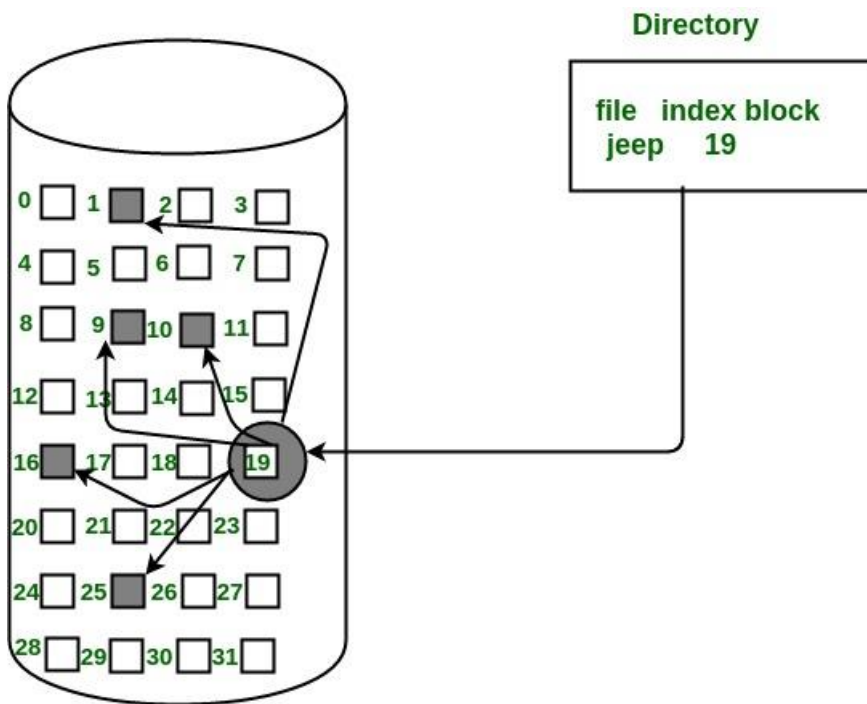 Directory
file index block
jeep 19
0 1 2 3
4 5 6 7
8 9 10 11
12 13 14 15
16 17 18 19
20 21 22 23
24 25 26 27
28 29 30 31